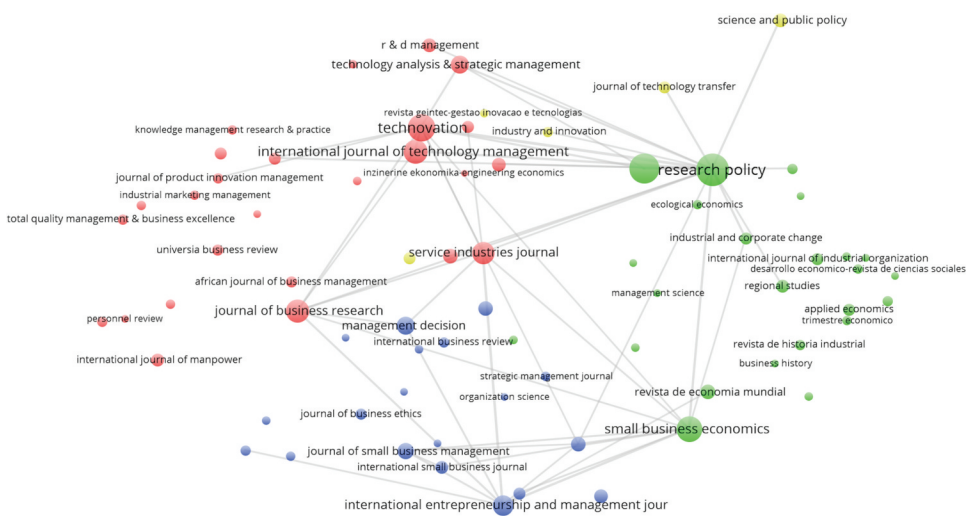 science and public policy
r & d management
technology analysis & strategic management
journal of technology transfer
revista geintec-gestao inovacao e tecnologias
technovation
industry and innovation
knowledge management research & practice
international journal of technology management
research policy
inzinerine ekonomika-engineering economics
journal of product innovation management
industrial marketing management
ecological economics
total quality management & business excellence
industrial and corporate change
universia business review
service industries journal
international journal of industrial organization
desarrollo economico-revista de ciencias sociales
african journal of business management
regional studies
management science
journal of business research
applied economics
personnel review
management decision
trimestre economico
international business review
revista de historia industrial
international journal of manpower
business history
strategic management journal
organization science
revista de economia mundial
journal of business ethics
small business economics
journal of small business management
international small business journal
international entrepreneurship and management jour